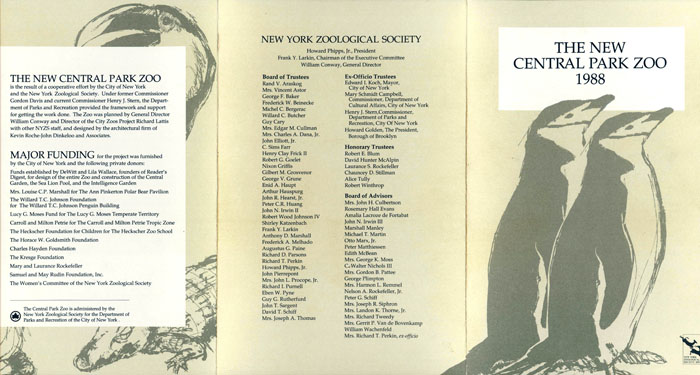 THE NEW CENTRAL PARK ZOO
is the result of a cooperative effort by the City of New York
and the New York Zoological Society. Under former Commissioner
Gordon Davis and current Commissioner Henry J. Stern, the Depart-
ment of Parks and Recreation provided the framework and support
for getting the work done. The Zoo was planned by General Director
William Conway and Director of the City Zoos Project Richard Lattis
with other NYZS staff, and designed by the architectural firm of
Kevin Roche John Dinkeloo and Associates.
MAJOR FUNDING for the project was furnished
by the City of New York and the following private donors:
Funds established by DeWitt and Lila Wallace, founders of Reader's
Digest, for design of the entire Zoo and construction of the Central
Garden, the Sea Lion Pool, and the Intelligence Garden
Mrs. Louise C.P. Marshall for The Ann Pinkerton Polar Bear Pavilion
The Willard T.C. Johnson Foundation
for The Willard T.C. Johnson Penguin Building
Lucy G. Moses Fund for The Lucy G. Moses Temperate Territory
Carroll and Milton Petrie for The Carroll and Milton Petrie Tropic Zone
The Heckscher Foundation for Children for The Heckscher Zoo School
The Horace W. Goldsmith Foundation
Charles Hayden Foundation
The Kresge Foundation
Mary and Laurance Rockefeller
Samuel and May Rudin Foundation, Inc.
The Women's Committee of the New York Zoological Society
The Central Park Zoo is administered by the
New York Zoological Society for the Department of
Parks and Recreation of the City of New York.
NEW YORK ZOOLOGICAL SOCIETY
Howard Phipps, Jr., President
Frank Y. Larkin, Chairman of the Executive Committee
William Conway, General Director
Board of Trustees
Rand V. Araskog
Mrs. Vincent Astor
George F. Baker
Frederick W. Beinecke
Michel C. Bergerac
Willard C. Butcher
Guy Cary
Mrs. Edgar M. Cullman
Mrs. Charles A. Dana, Jr.
John Elliott, Jr.
C. Sims Farr
Henry Clay Frick II
Robert G. Goelet
Nixon Griffis
Gilbert M. Grosvenor
George V. Grune
Enid A. Haupt
Arthur Hauspurg
John R. Hearst, Jr.
Peter C.R. Huang
John N. Irwin II
Robert Wood Johnson IV
Shirley Katzenbach
Frank Y. Larkin
Anthony D. Marshall
Frederick A. Melhado
Augustus G. Paine
Richard D. Parsons
Richard T. Perkin
Howard Phipps, Jr.
John Pierrepont
Mrs. John L. Procope, Jr.
Richard J. Purnell
Eben W. Pyne
Guy G. Rutherfurd
John T. Sargent
David T. Schiff
Mrs. Joseph A. Thomas
Ex-Officio Trustees
Edward J. Koch, Mayor,
City of New York
Mary Schmidt Campbell,
Commissioner, Department of
Cultural Affairs, City of New York
Henry J. Stern, Commissioner,
Department of Parks and
Recreation, City Of New York
Howard Golden, The President,
Borough of Brooklyn
Honorary Trustees
Robert E. Blum
David Hunter McAlpin
Laurance S. Rockefeller
Chauncey D. Stillman
Alice Tully
Robert Winthrop
Board of Advisors
Mrs. John H. Culbertson
Rosemary Hall Evans
Amalia Lacroze de Fortabat
John N. Irwin III
Marshall Manley
Michael T. Martin
Otto Marx, Jr.
Peter Matthiessen
Edith McBean
Mrs. George K. Moss
C. Walter Nichols III
Mrs. Gordon B. Pattee
George Plimpton
Mrs. Harmon L. Remmel
Nelson A. Rockefeller, Jr.
Peter G. Schiff
Mrs. Joseph R. Siphron
Mrs. Landon K. Thorne, Jr.
Mrs. Richard Tweedy
Mrs. Gerrit P. Van de Bovenkamp
William Wachenfeld
Mrs. Richard T. Perkin, ex-officio
THE NEW
CENTRAL PARK ZOO
1988